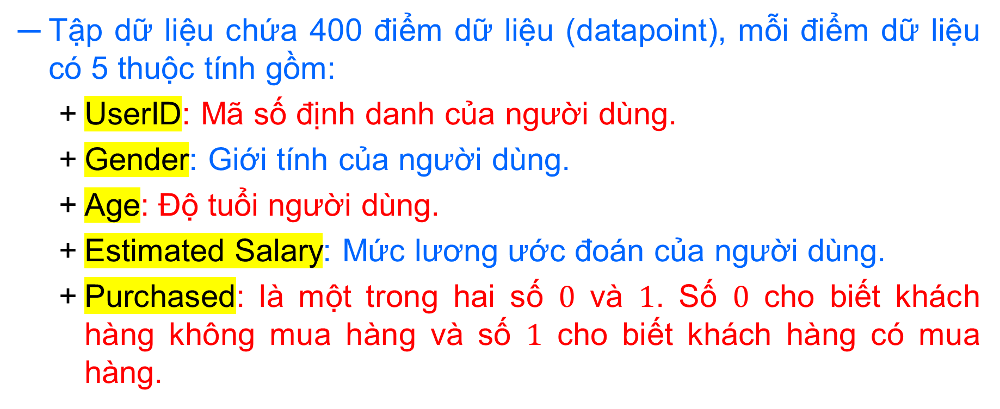 — Tập dữ liệu chứa 400 điểm dữ liệu (datapoint), mỗi điểm dữ liệu
có 5 thuộc tính gồm:
+ UserID: Mã số định danh của người dùng.
+ Gender: Giới tính của người dùng.
+ Age: Độ tuổi người dùng.
+ Estimated Salary: Mức lương ước đoán của người dùng.
+ Purchased: là một trong hai số 0 và 1. Số 0 cho biết khách
hàng không mua hàng và số 1 cho biết khách hàng có mua
hàng.